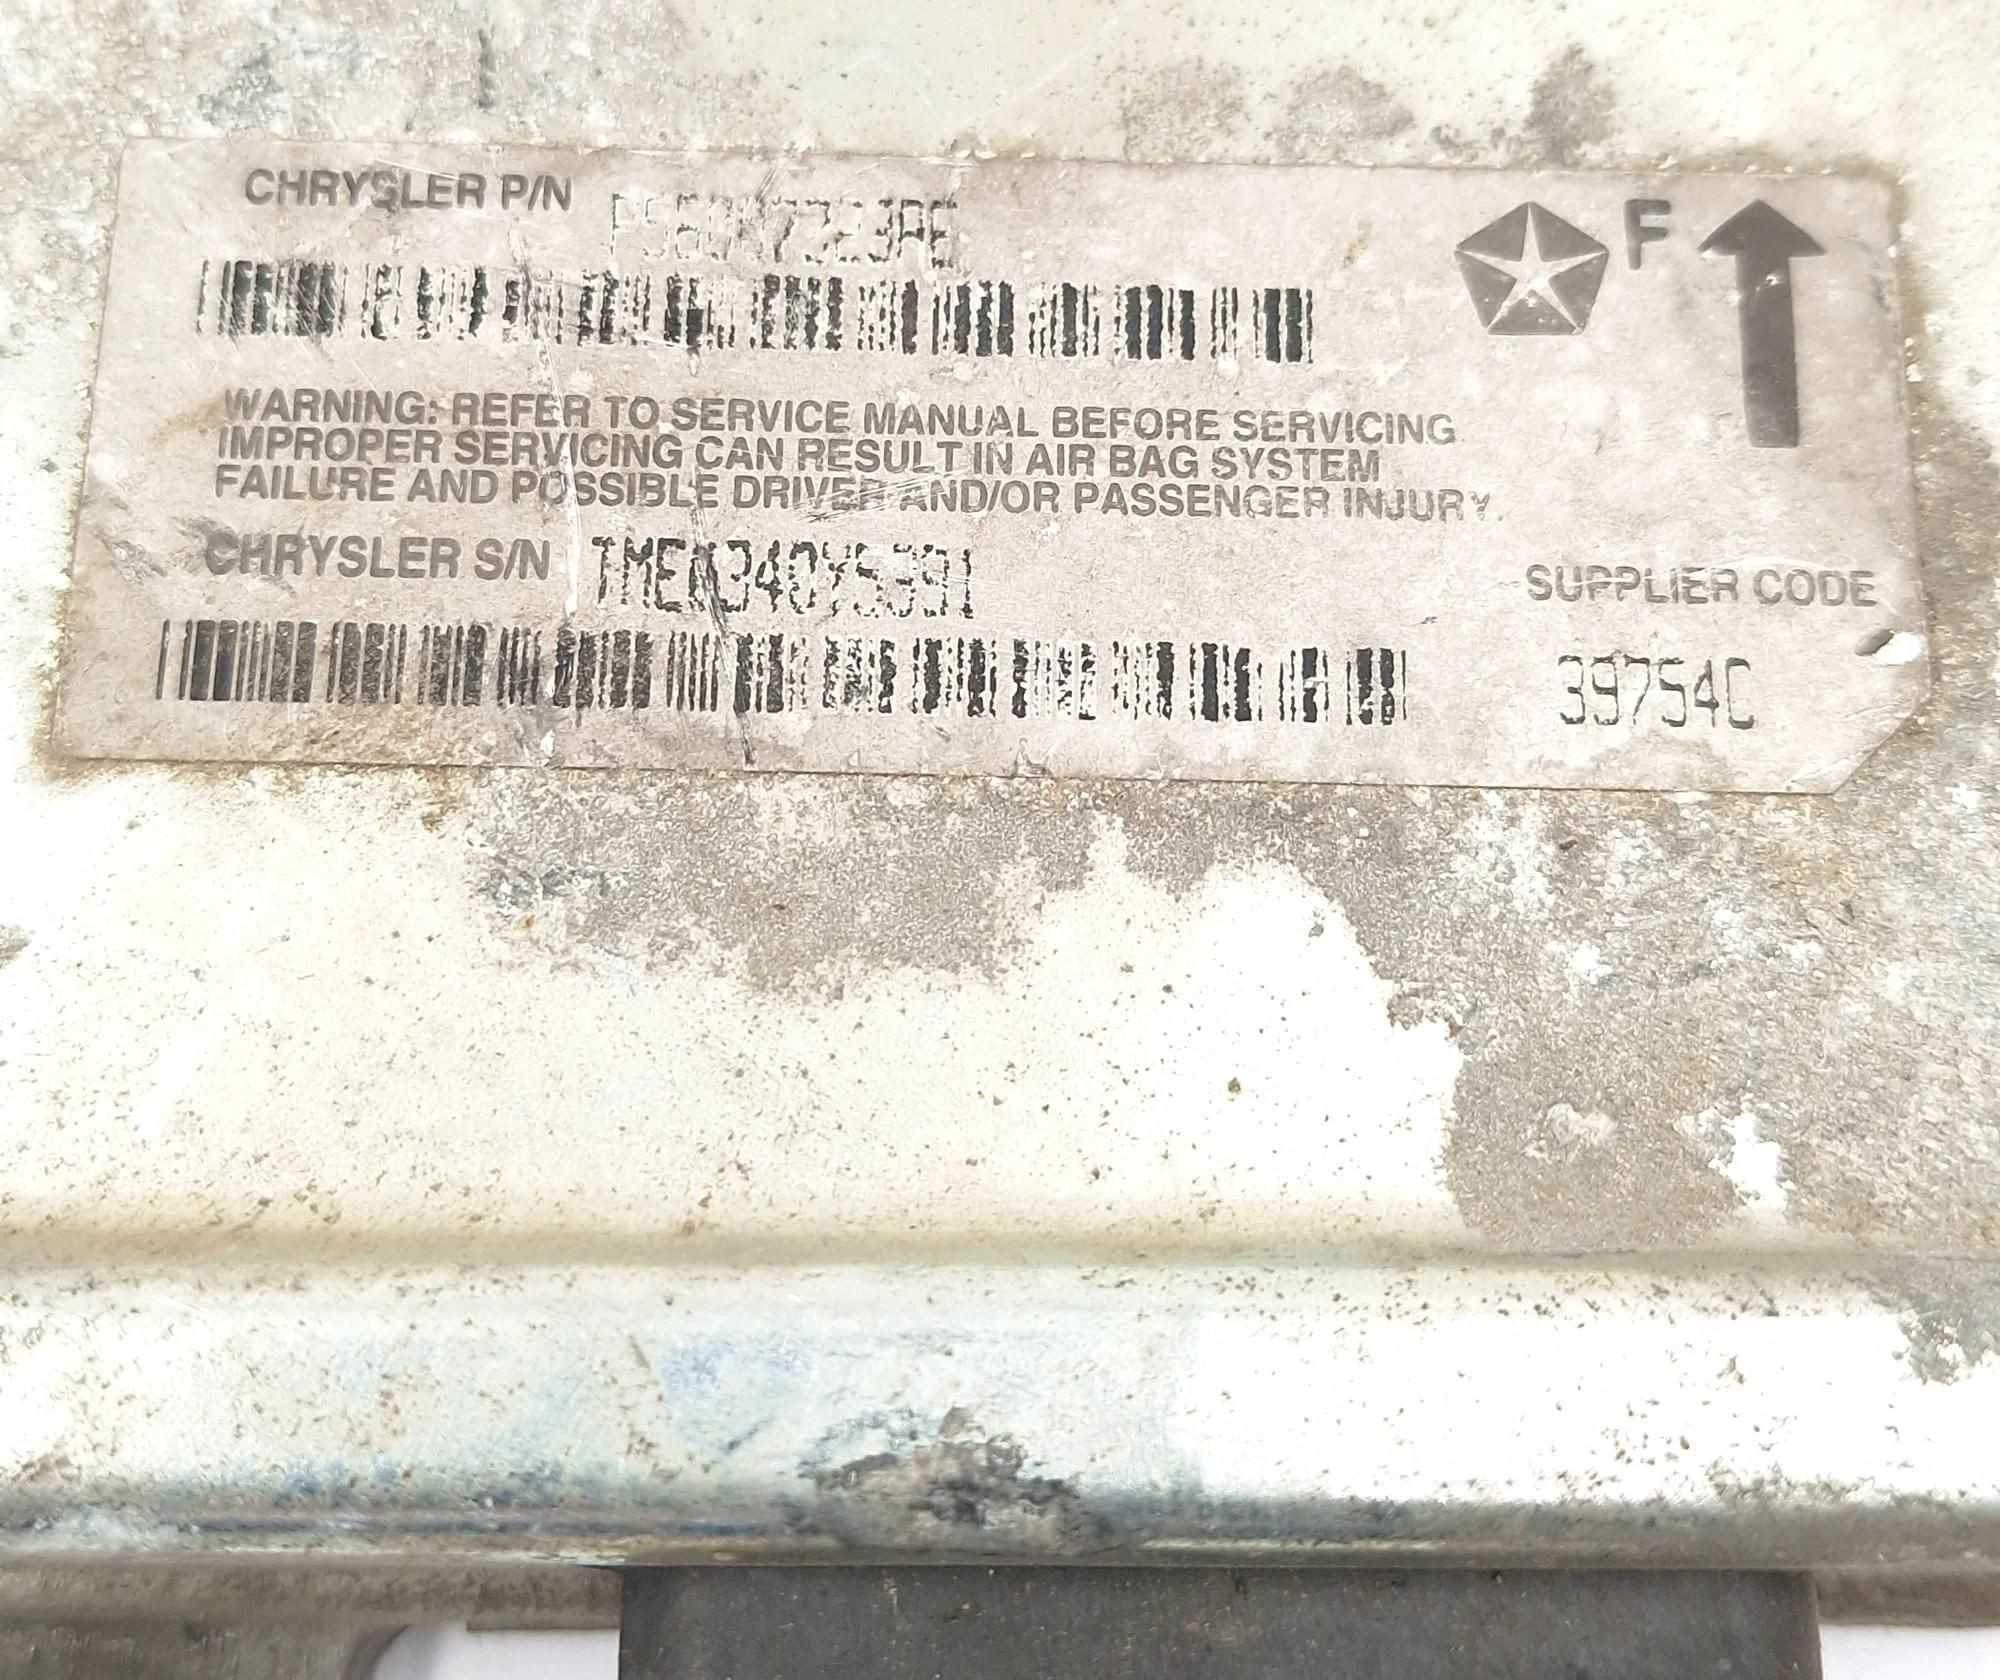 CHRYSLER P/N
F
WARNING: REFER TO SERVICE MANUAL BEFORE SERVICING
IMPROPER SERVICING CAN RESULT IN AIR BAG SYSTEM
FAILURE AND POSSIBLE DRIVER AND/OR PASSENGER INJURY.
CHRYSLER S/N
SUPPLIER CODE
39754C